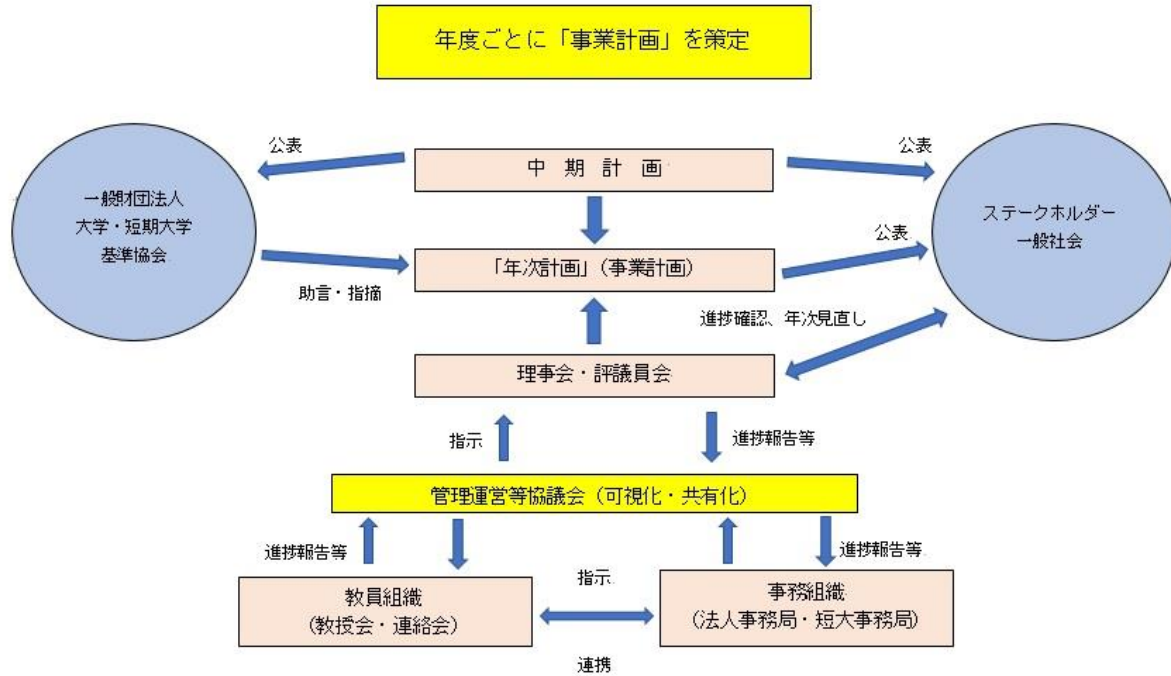 年度ごとに「事業計画」を策定
公表
公表
中 期 計 画
一般財団法人
大学・短期大学
基準協会
ステークホルダー
一般社会
公表
「年次計画」（事業計画）
助言・指摘
進捗確認、年次見直し
理事会・評議員会
指示
進捗報告等
管理運営等協議会（可視化・共有化）
進捗報告等
進捗報告等
教員組織
（教授会・連絡会）
指示
事務組織
（法人事務局・短大事務局）
連携